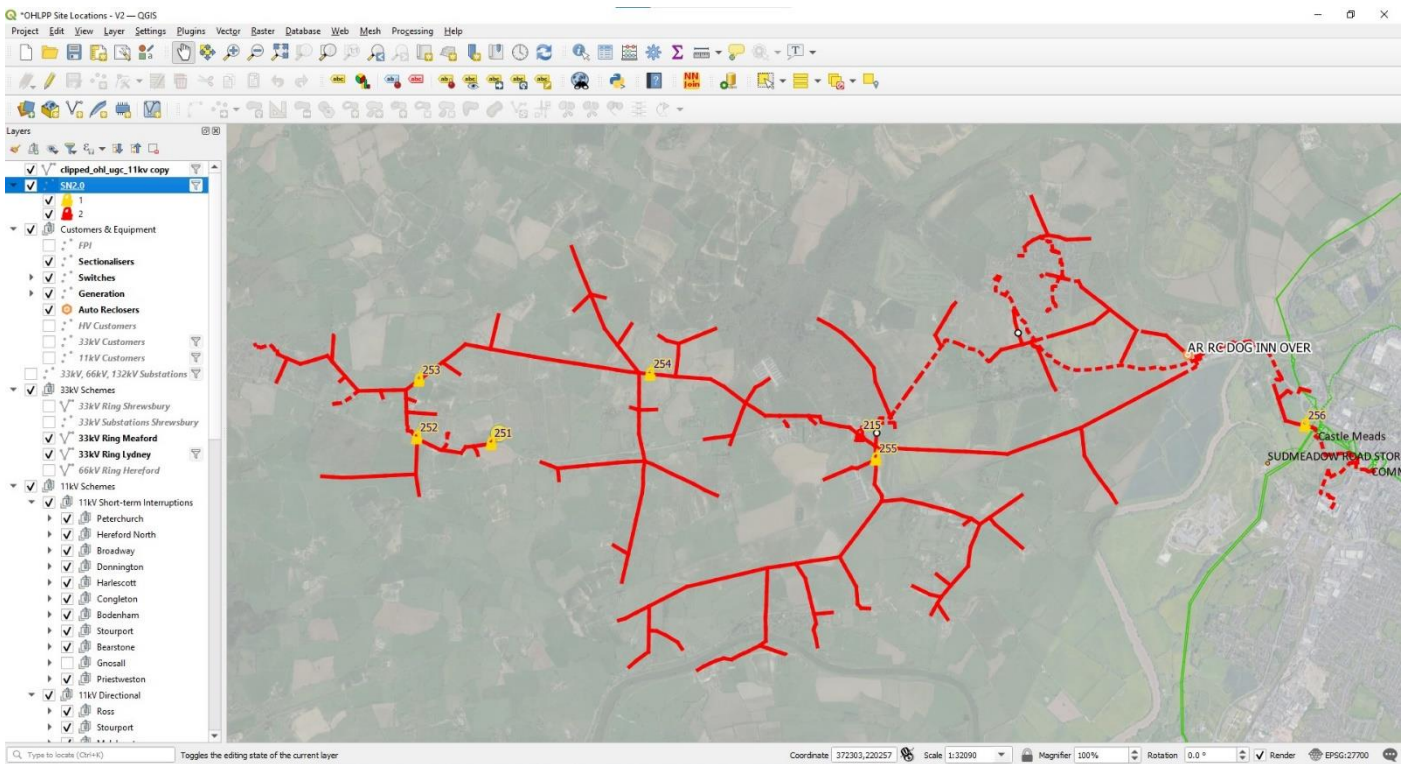 *OHLPP Site Locations - V2 — QGIS
Project Edit View Layer Settings Plugins Vector Raster Database Web Mesh Processing Help
Layers
clipped_ohl_ugc_11kv copy
SN2.0
1
2
Customers & Equipment
FPI
Sectionalisers
Switches
Generation
Auto Reclosers
HV Customers
33kV Customers
11kV Customers
33kV, 66kV, 132kV Substations
33kV Schemes
33kV Ring Shrewsbury
33kV Substations Shrewsbury
33kV Ring Meaford
33kV Ring Lydney
66kV Ring Hereford
11kV Schemes
11kV Short-term Interruptions
Peterchurch
Hereford North
Broadway
Donnington
Harlescott
Congleton
Bodenham
Stourport
Bearstone
Gnosall
Priestweston
11kV Directional
Ross
Stourport
AR RC DOG INN OVER
254
253
256
252
251
215
255
Castle Meads
SUDMEADOW ROAD STOR
COMM
Type to locate (Ctrl+K) Toggles the editing state of the current layer Coordinate 372303,220257 Scale 1:32090 Magnifier 100% Rotation 0.0 ° Render EPSG:27700